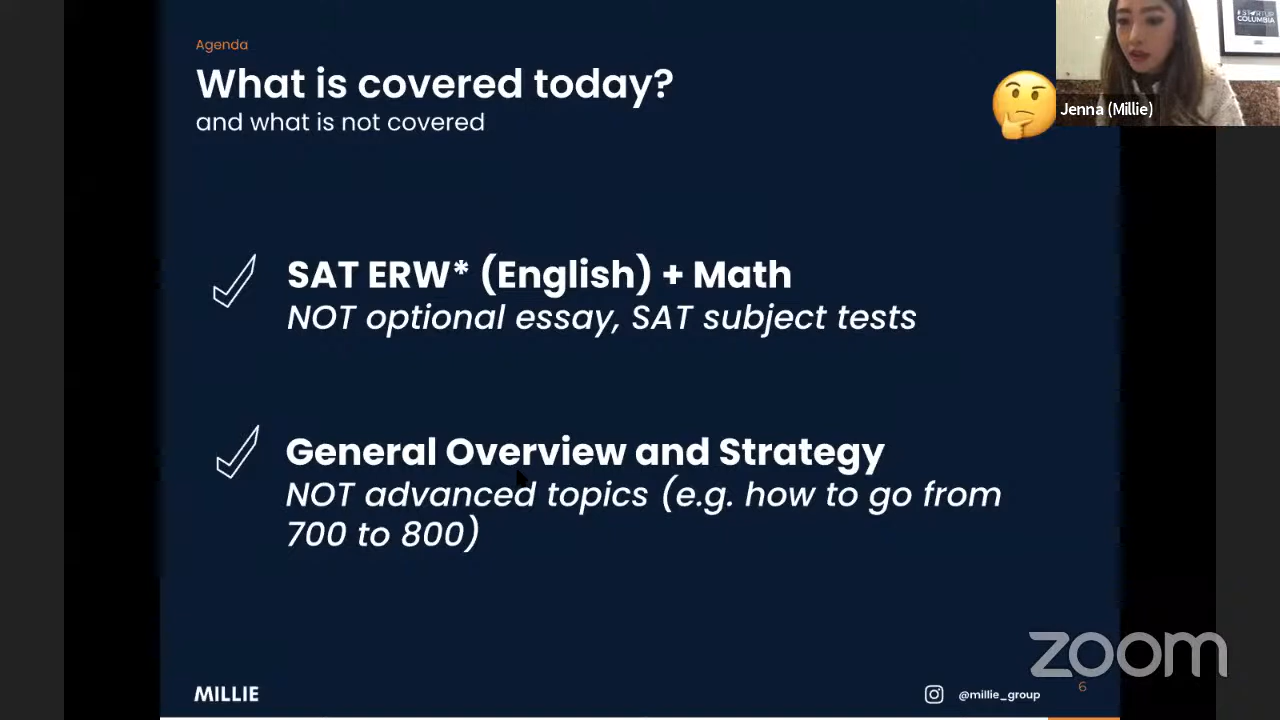 Agenda
What is covered today?
and what is not covered
#STARTUP
COLUMBIA
Jenna (Millie)
SAT ERW* (English) + Math
NOT optional essay, SAT subject tests
General Overview and Strategy
NOT advanced topics (e.g. how to go from
700 to 800)
zoom
MILLIE
@millie_group
6